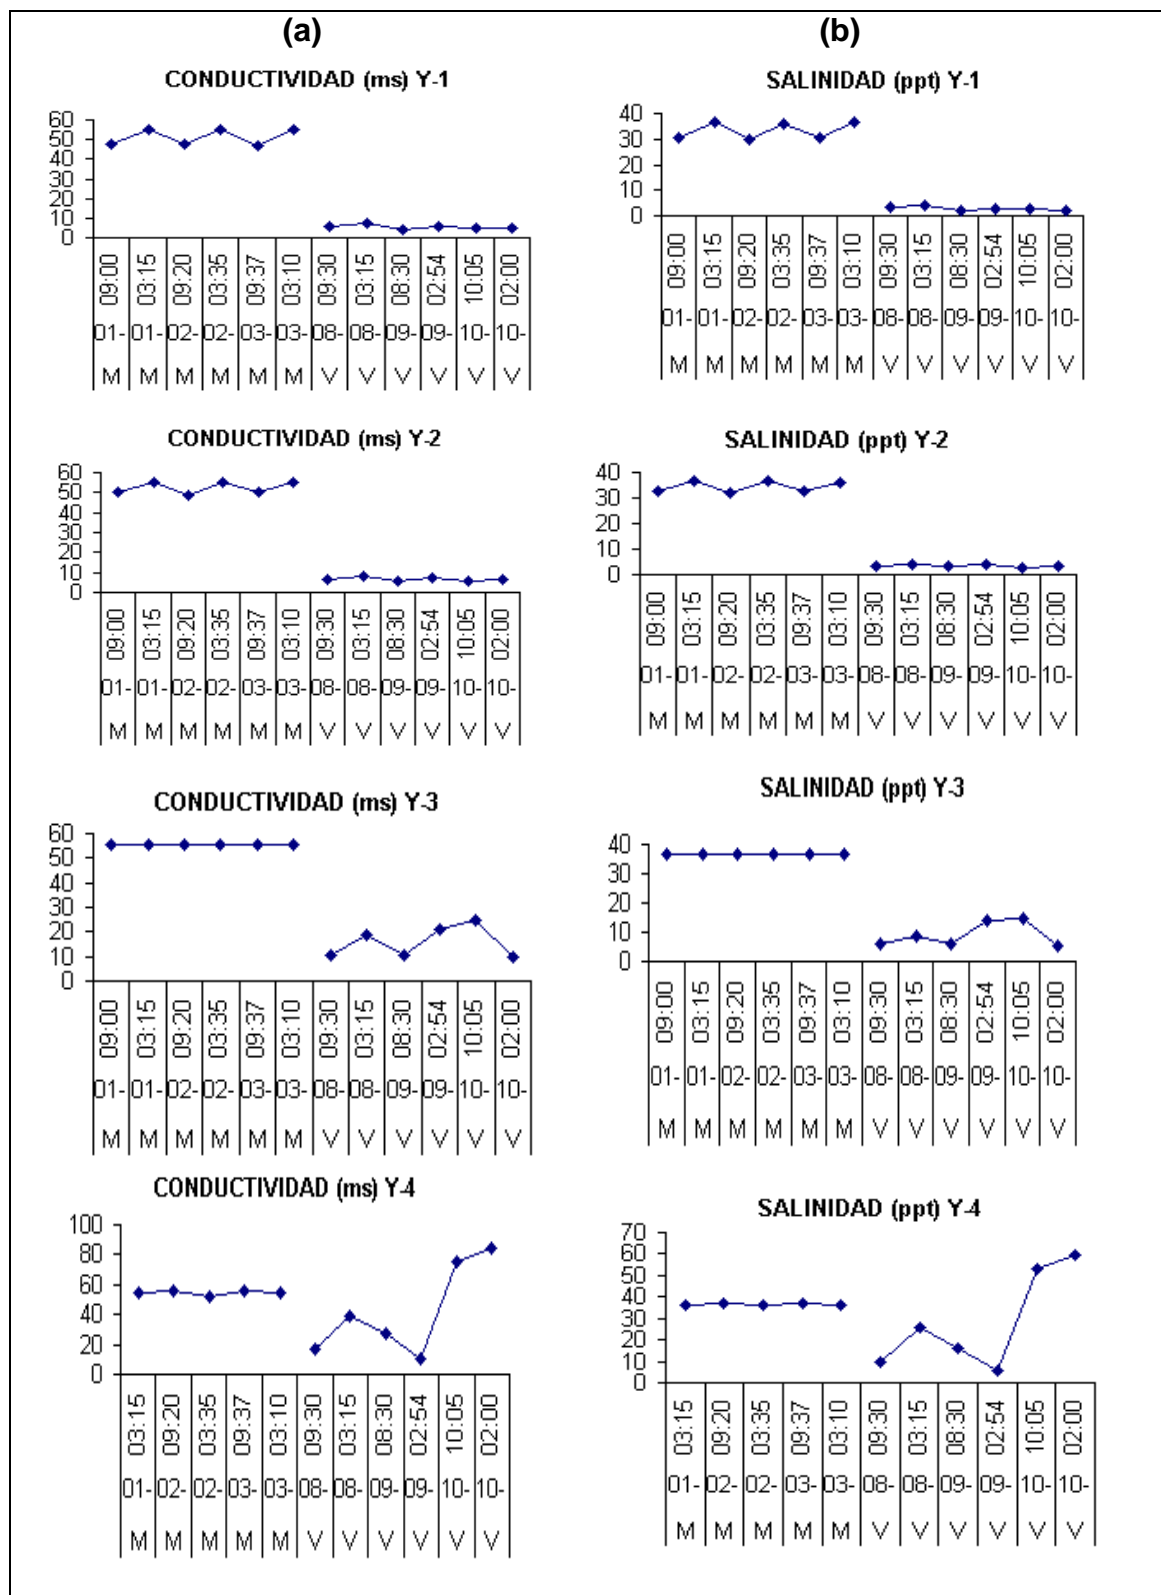 (a) (b)
CONDUCTIVIDAD (ms) Y-1
60
50
40
30
20
10
0
09:00 03:15 09:20 03:35 09:37 03:10 09:30 03:15 08:30 02:54 10:05 02:00
01- 01- 02- 02- 03- 03- 08- 08- 09- 09- 10- 10-
M M M M M M V V V V V V
SALINIDAD (ppt) Y-1
40
30
20
10
0
09:00 03:15 09:20 03:35 09:37 03:10 09:30 03:15 08:30 02:54 10:05 02:00
01- 01- 02- 02- 03- 03- 08- 08- 09- 09- 10- 10-
M M M M M M V V V V V V
CONDUCTIVIDAD (ms) Y-2
60
50
40
30
20
10
0
09:00 03:15 09:20 03:35 09:37 03:10 09:30 03:15 08:30 02:54 10:05 02:00
01- 01- 02- 02- 03- 03- 08- 08- 09- 09- 10- 10-
M M M M M M V V V V V V
SALINIDAD (ppt) Y-2
40
30
20
10
0
09:00 03:15 09:20 03:35 09:37 03:10 09:30 03:15 08:30 02:54 10:05 02:00
01- 01- 02- 02- 03- 03- 08- 08- 09- 09- 10- 10-
M M M M M M V V V V V V
CONDUCTIVIDAD (ms) Y-3
60
50
40
30
20
10
0
09:00 03:15 09:20 03:35 09:37 03:10 09:30 03:15 08:30 02:54 10:05 02:00
01- 01- 02- 02- 03- 03- 08- 08- 09- 09- 10- 10-
M M M M M M V V V V V V
SALINIDAD (ppt) Y-3
40
30
20
10
0
09:00 03:15 09:20 03:35 09:37 03:10 09:30 03:15 08:30 02:54 10:05 02:00
01- 01- 02- 02- 03- 03- 08- 08- 09- 09- 10- 10-
M M M M M M V V V V V V
CONDUCTIVIDAD (ms) Y-4
100
80
60
40
20
0
03:15 09:20 03:35 09:37 03:10 09:30 03:15 08:30 02:54 10:05 02:00
01- 02- 02- 03- 03- 08- 08- 09- 09- 10- 10-
M M M M M V V V V V V
SALINIDAD (ppt) Y-4
70
60
50
40
30
20
10
0
03:15 09:20 03:35 09:37 03:10 09:30 03:15 08:30 02:54 10:05 02:00
01- 02- 02- 03- 03- 08- 08- 09- 09- 10- 10-
M M M M M V V V V V V